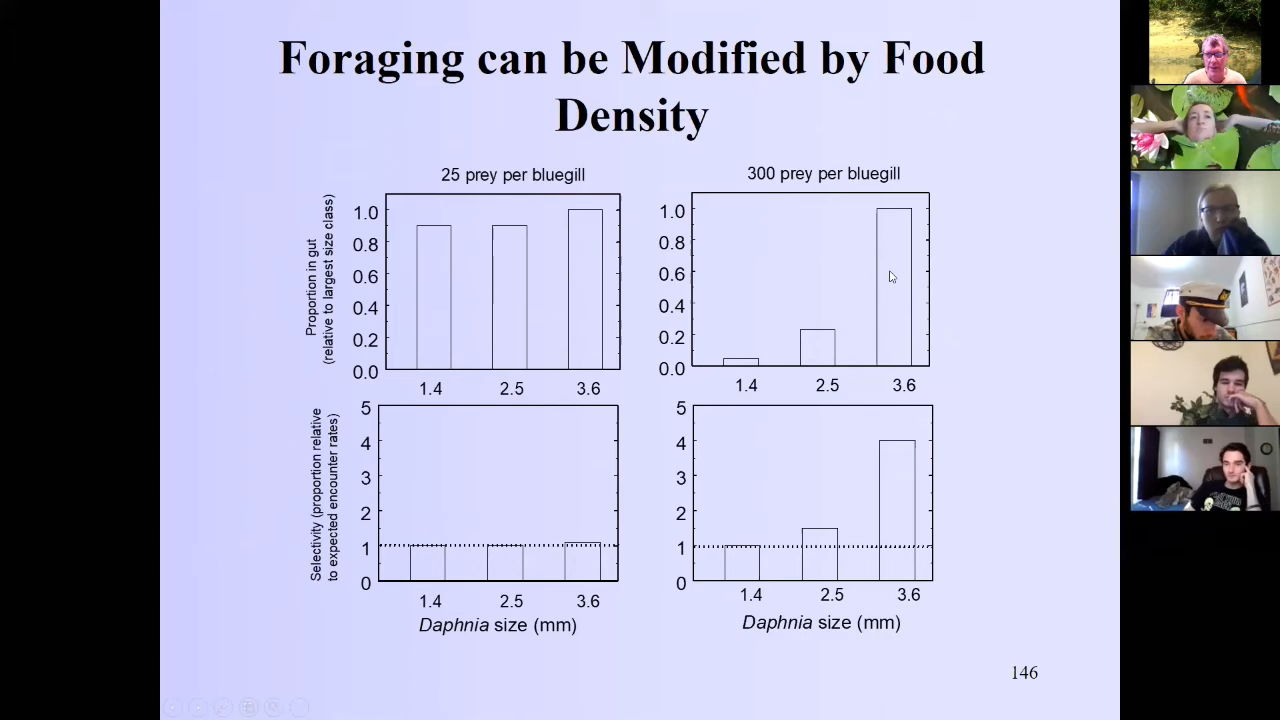 Foraging can be Modified by Food
Density
25 prey per bluegill
300 prey per bluegill
Proportion in gut
(relative to largest size class)
1.0
0.8
0.6
0.4
0.2
0.0
1.4 2.5 3.6
1.0
0.8
0.6
0.4
0.2
0.0
1.4 2.5 3.6
Selectivity (proportion relative
to expected encounter rates)
5
4
3
2
1
0
1.4 2.5 3.6
Daphnia size (mm)
5
4
3
2
1
0
1.4 2.5 3.6
Daphnia size (mm)
146